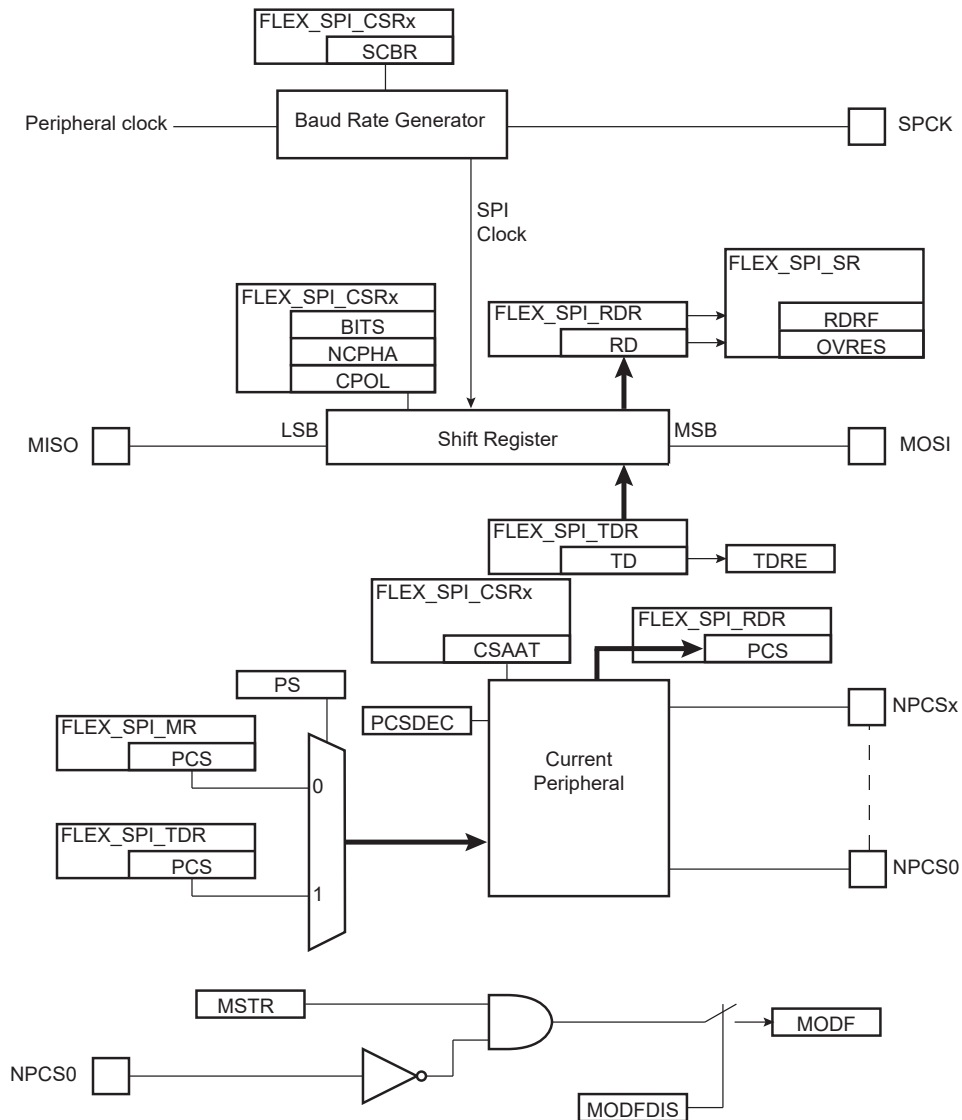 FLEX_SPI_CSRx
SCBR
Peripheral clock
Baud Rate Generator
SPCK
SPI
Clock
FLEX_SPI_CSRx
BITS
NCPHA
CPOL
FLEX_SPI_RDR
RD
FLEX_SPI_SR
RDRF
OVRES
MISO
LSB
Shift Register
MSB
MOSI
FLEX_SPI_TDR
TD
TDRE
FLEX_SPI_CSRx
CSAAT
FLEX_SPI_RDR
PCS
PS
PCSDEC
NPCSx
FLEX_SPI_MR
PCS
0
Current
Peripheral
FLEX_SPI_TDR
PCS
1
NPCS0
MSTR
MODF
NPCS0
MODFDIS